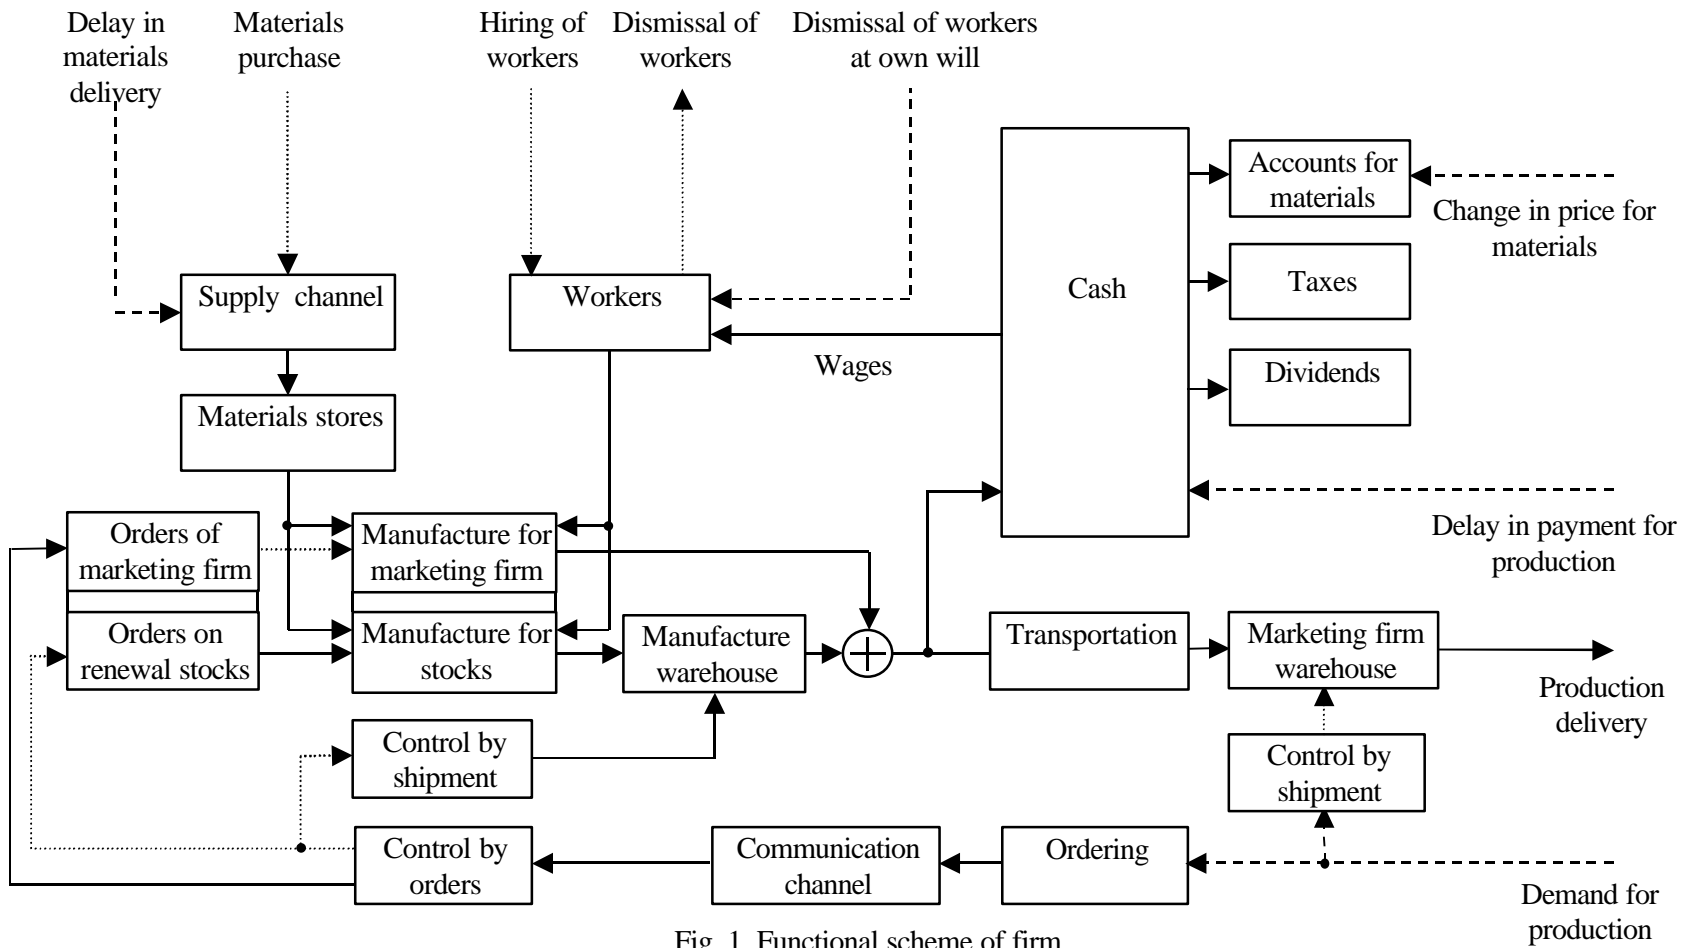 Delay in
materials
delivery
Materials
purchase
Hiring of
workers
Dismissal of
workers
Dismissal of workers
at own will
Accounts for
materials
Change in price for
materials
Supply channel
Workers
Cash
Taxes
Wages
Dividends
Materials stores
Delay in payment for
production
Orders of
marketing firm
Manufacture for
marketing firm
Orders on
renewal stocks
Manufacture for
stocks
Manufacture
warehouse
Transportation
Marketing firm
warehouse
Production
delivery
Control by
shipment
Control by
shipment
Control by
orders
Communication
channel
Ordering
Demand for
production
Fig. 1. Functional scheme of firm